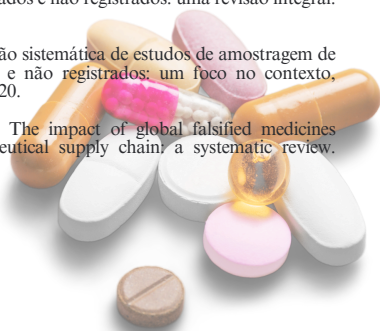 ados e não registrados: uma revisão integral.
ão sistemática de estudos de amostragem de
e não registrados: um foco no contexto,
20.
The impact of global falsified medicines
eutical supply chain: a systematic review.